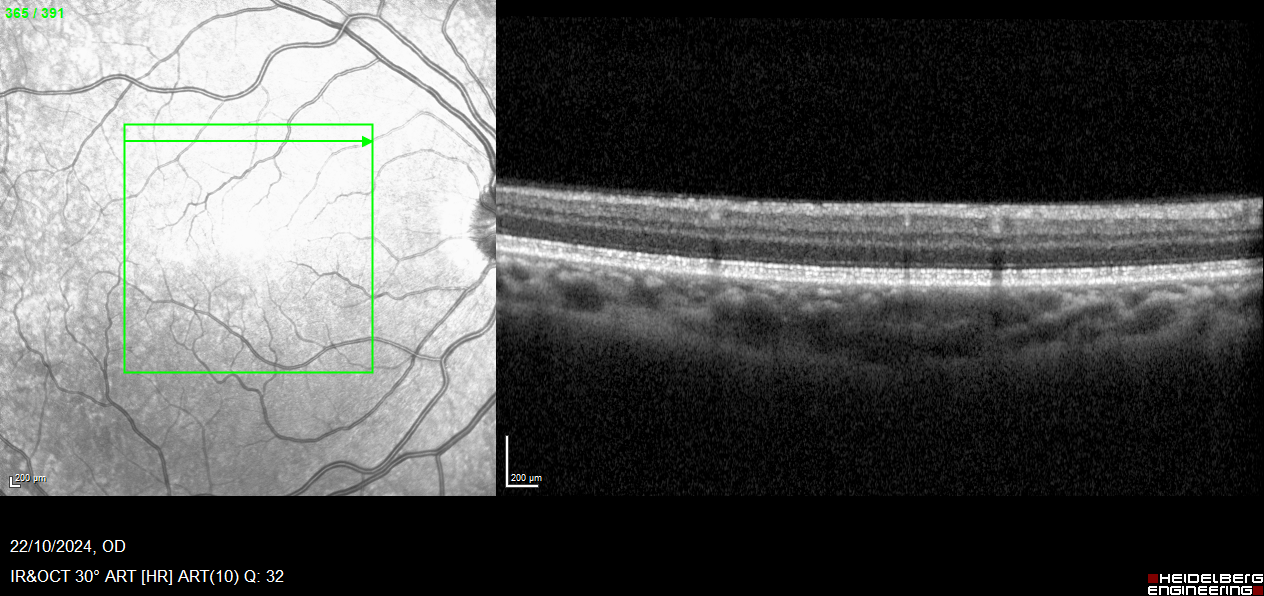 365 / 391
200 µm
200 µm
22/10/2024, OD
IR&OCT 30° ART [HR] ART(10) Q: 32
HEIDELBERG
ENGINEERING